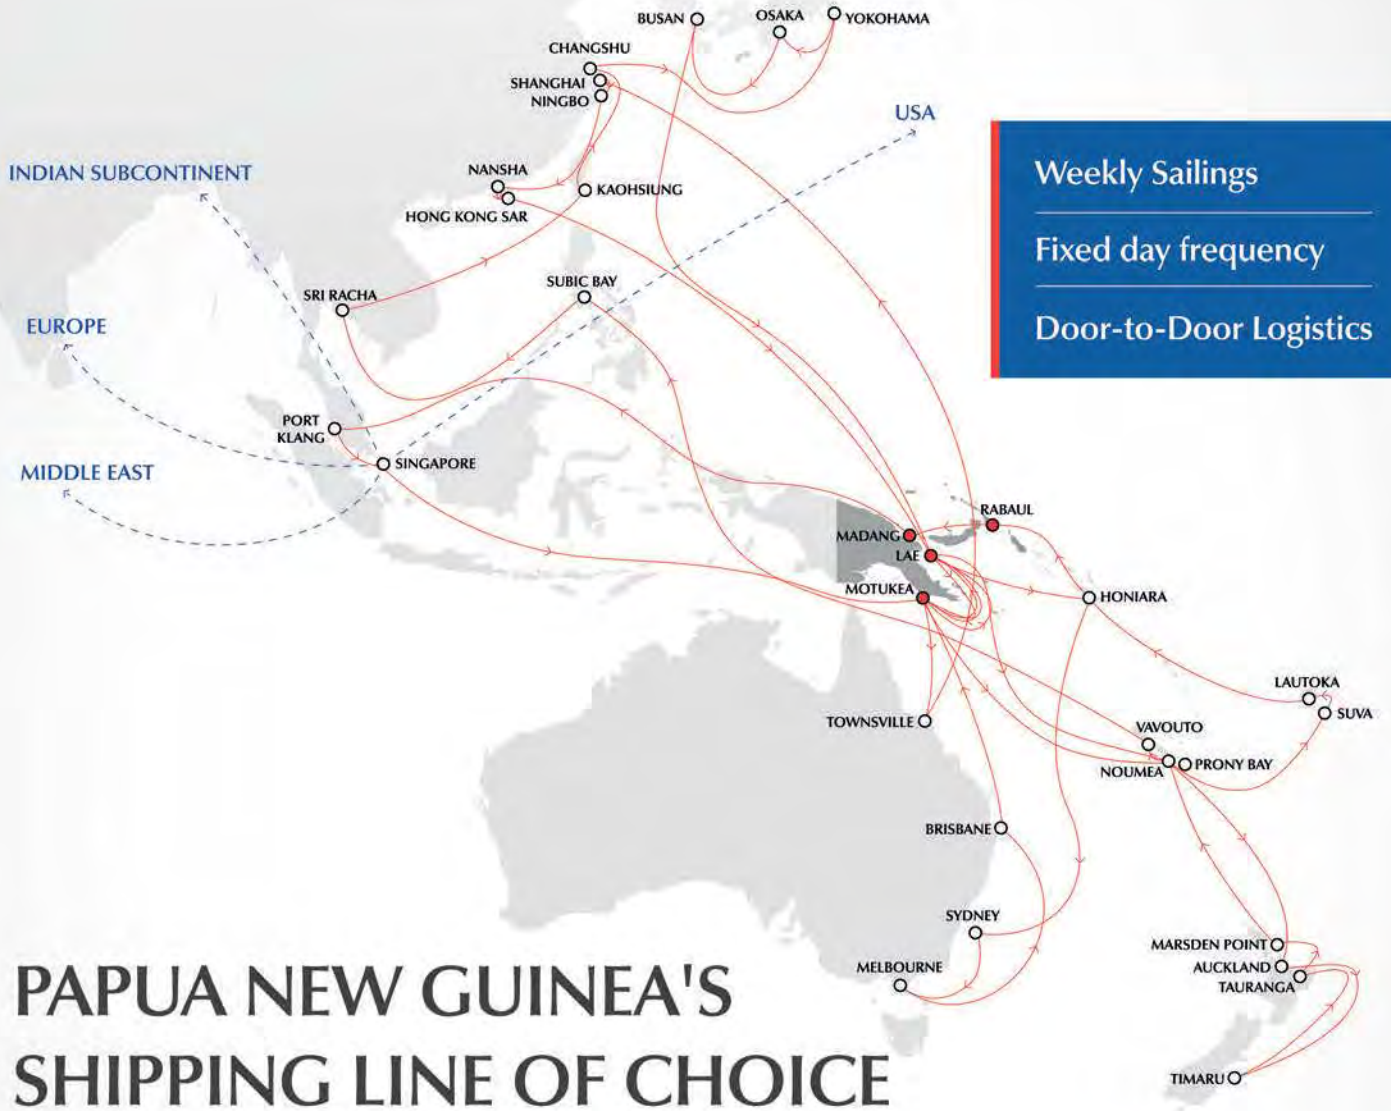 BUSAN
OSAKA
YOKOHAMA
CHANGSHU
SHANGHAI
NINGBO
USA
INDIAN SUBCONTINENT
NANSHA
KAOHSIUNG
HONG KONG SAR
Weekly Sailings
Fixed day frequency
Door-to-Door Logistics
SUBIC BAY
SRI RACHA
EUROPE
PORT
KLANG
SINGAPORE
MIDDLE EAST
RABAUL
MADANG
LAE
MOTUKEA
HONIARA
LAUTOKA
SUVA
TOWNSVILLE
VAVOUTO
NOUMEA
PRONY BAY
BRISBANE
SYDNEY
MARSDEN POINT
MELBOURNE
AUCKLAND
TAURANGA
TIMARU
PAPUA NEW GUINEA'S
SHIPPING LINE OF CHOICE